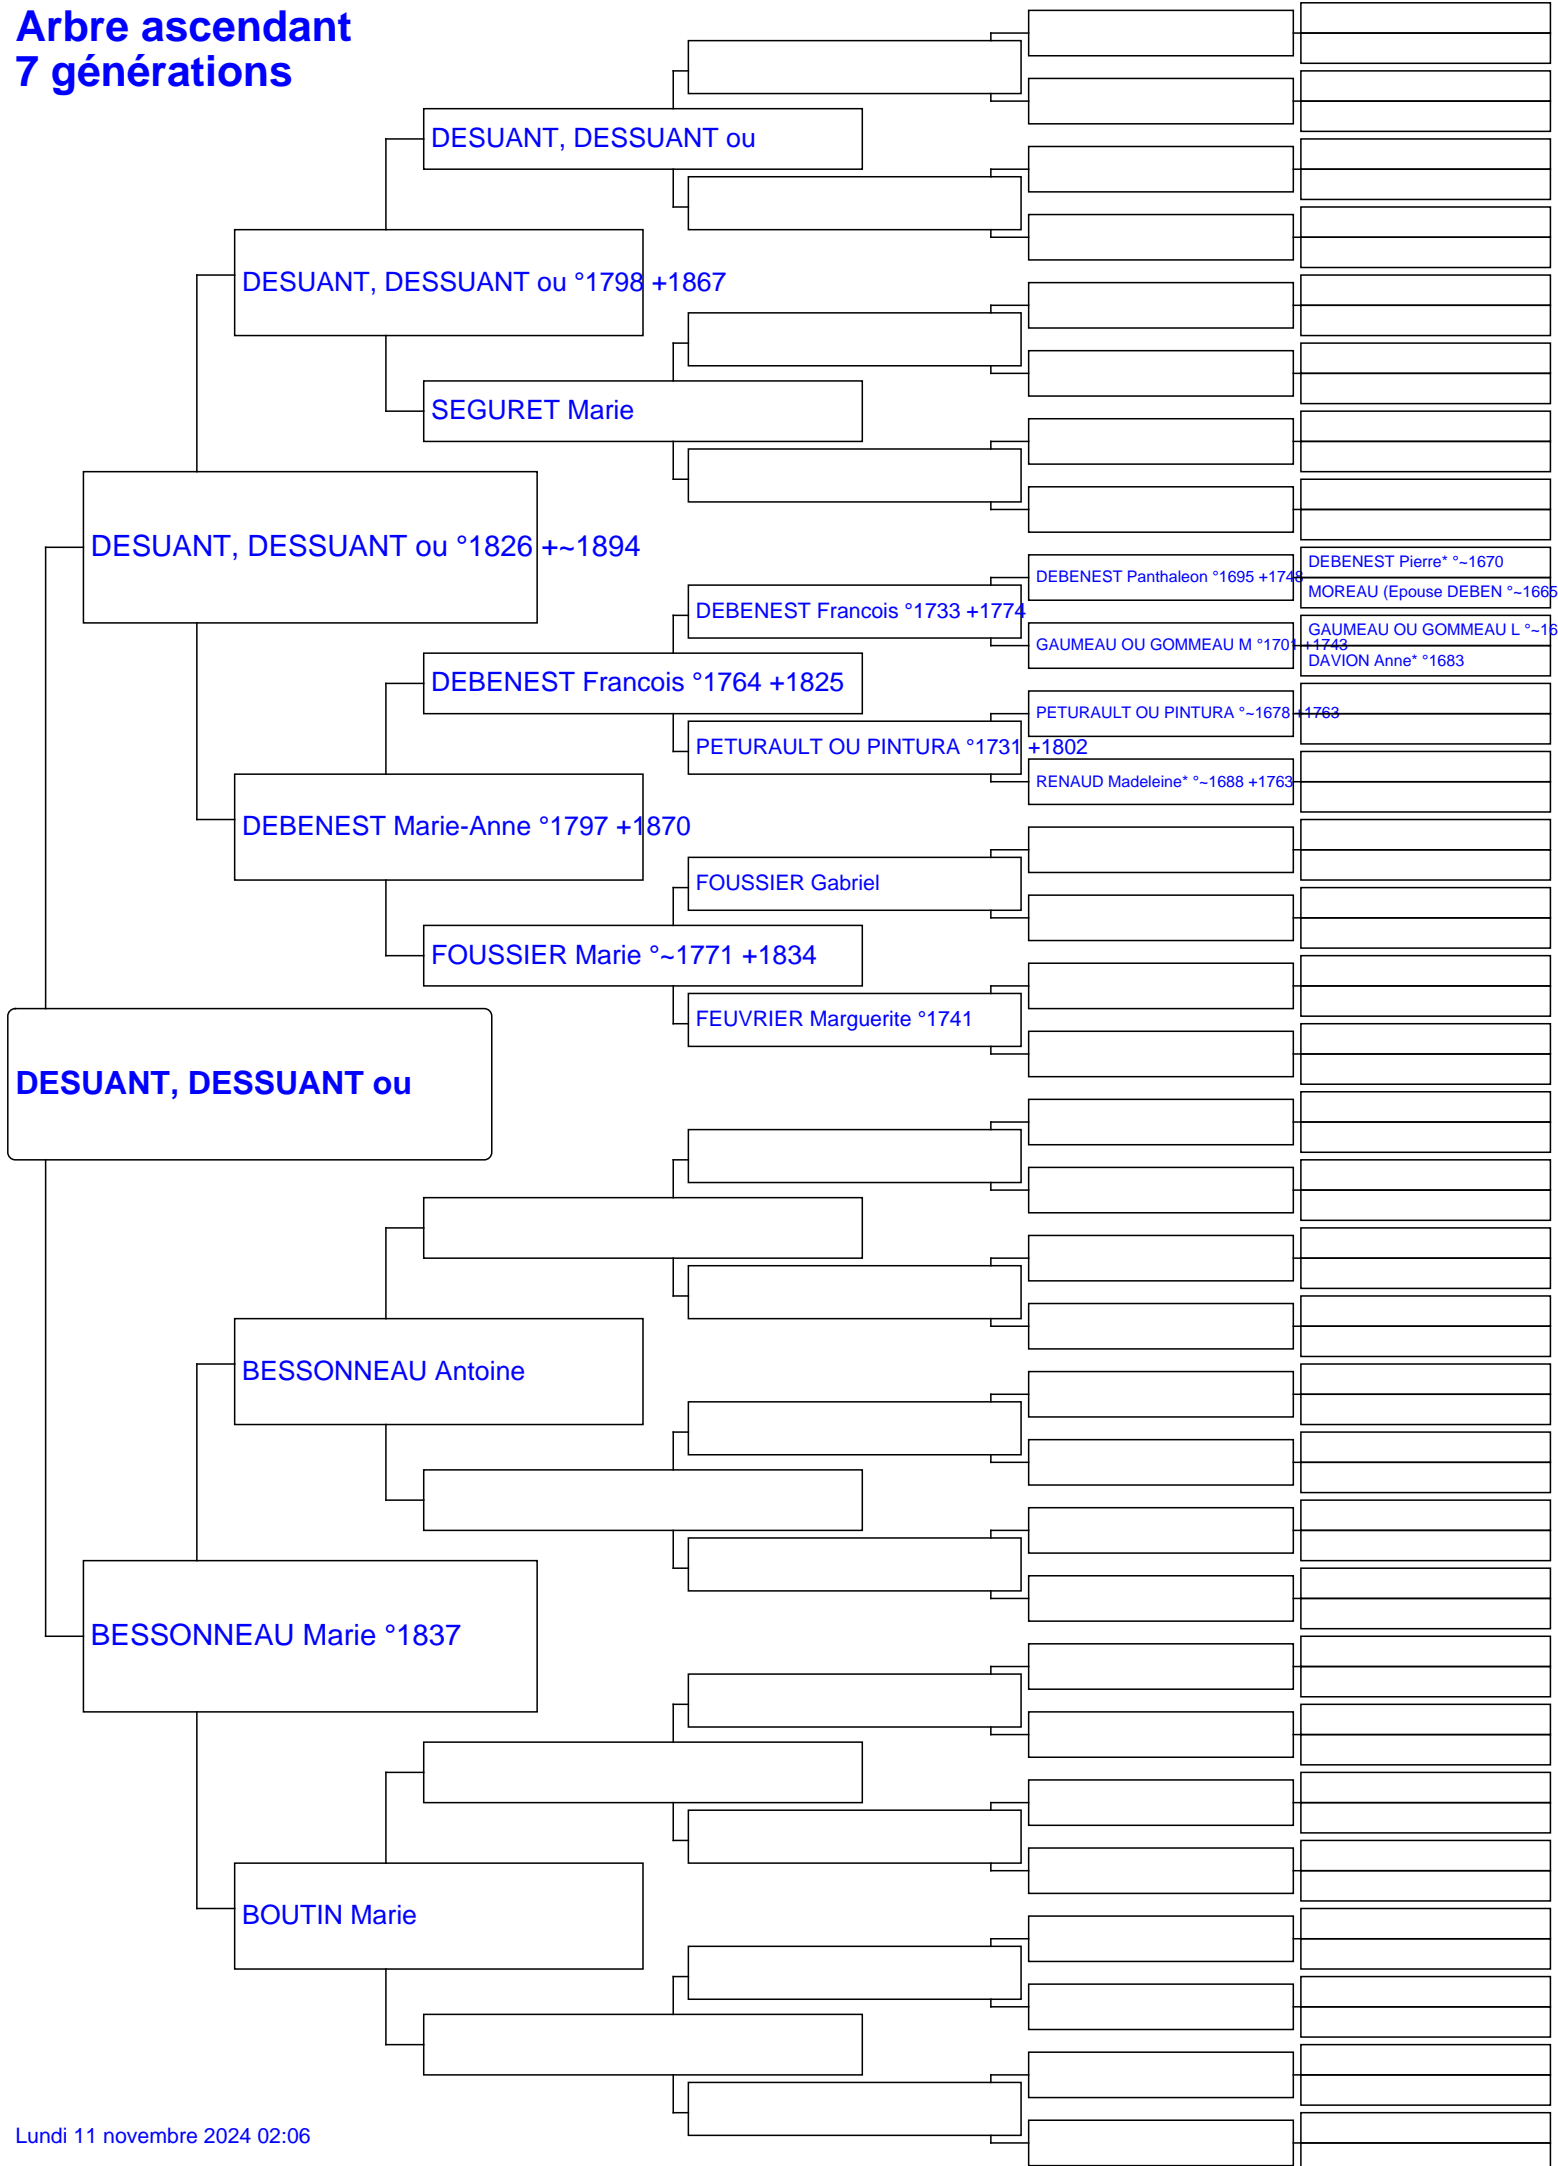 Arbre ascendant
7 générations
DESUANT, DESSUANT ou
DESUANT, DESSUANT ou °1798 +1867
SEGURET Marie
DESUANT, DESSUANT ou °1826 +~1894
DEBENEST Pierre* °~1670
DEBENEST Panthaleon °1695 +1748
MOREAU (Epouse DEBEN °~1665
DEBENEST Francois °1733 +1774
GAUMEAU OU GOMMEAU L °~16
GAUMEAU OU GOMMEAU M °1701 +1743
DAVION Anne* °1683
DEBENEST Francois °1764 +1825
PETURAULT OU PINTURA °~1678 +1763
PETURAULT OU PINTURA °1731 +1802
RENAUD Madeleine* °~1688 +1763
DEBENEST Marie-Anne °1797 +1870
FOUSSIER Gabriel
FOUSSIER Marie °~1771 +1834
FEUVRIER Marguerite °1741
DESUANT, DESSUANT ou
BESSONNEAU Antoine
BESSONNEAU Marie °1837
BOUTIN Marie
Lundi 11 novembre 2024 02:06